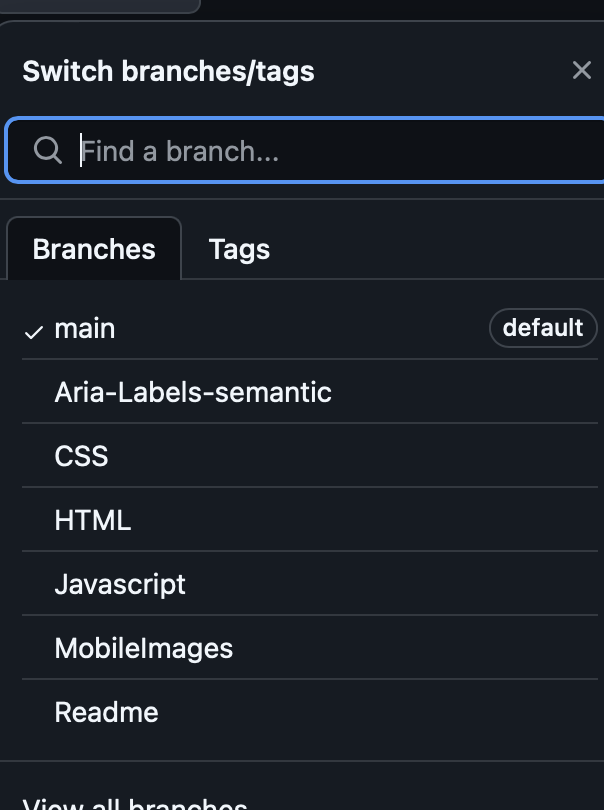 Switch branches/tags
Find a branch...
Branches Tags
main default
Aria-Labels-semantic
CSS
HTML
Javascript
MobileImages
Readme
View all branches